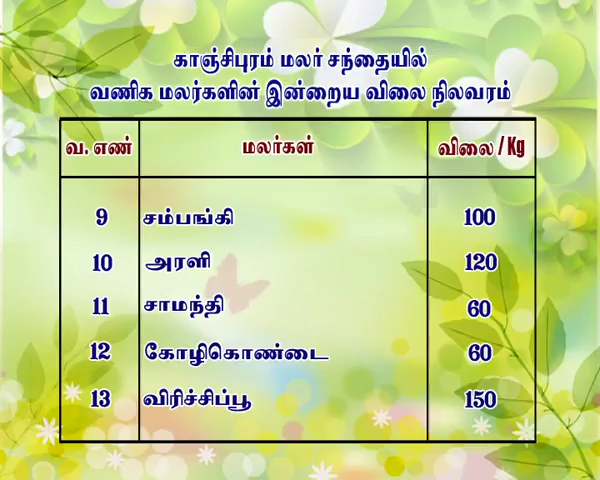 காஞ்சிபுரம் மலர் சந்தையில்
வணிக மலர்களின் இன்றைய விலை நிலவரம்
வ. எண் மலர்கள் விலை / Kg
9 சம்பங்கி 100
10 அரளி 120
11 சாமந்தி 60
12 கோழிகொண்டை 60
13 விரிச்சிப்பூ 150